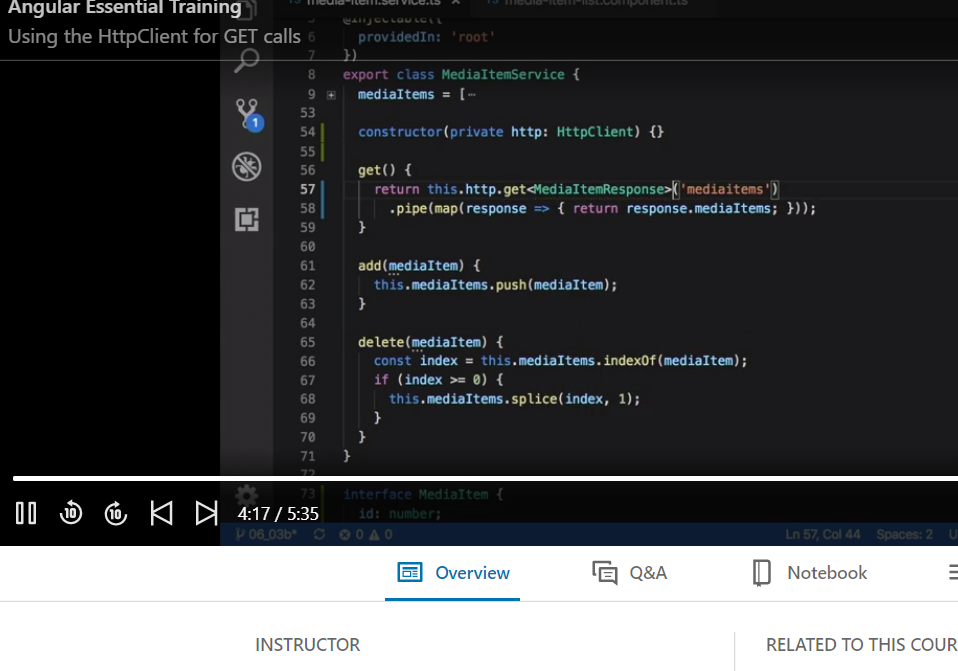 Angular Essential Training
Using the HttpClient for GET calls
media-item.service.ts ×
media-item-list.component.ts
5 @Injectable({
6 providedIn: 'root'
7 })
8 export class MediaItemService {
9 mediaItems = [⋯
53
54 constructor(private http: HttpClient) {}
55
56 get() {
57 return this.http.get<MediaItemResponse>('mediaitems')
58 .pipe(map(response => { return response.mediaItems; }));
59 }
60
61 add(mediaItem) {
62 this.mediaItems.push(mediaItem);
63 }
64
65 delete(mediaItem) {
66 const index = this.mediaItems.indexOf(mediaItem);
67 if (index >= 0) {
68 this.mediaItems.splice(index, 1);
69 }
70 }
71 }
72
73 interface MediaItem {
id: number;
1
10
10
4:17 / 5:35
06_03b* 0 0
Ln 57, Col 44 Spaces: 2 U
Overview
Q&A
Notebook
INSTRUCTOR
RELATED TO THIS COUR